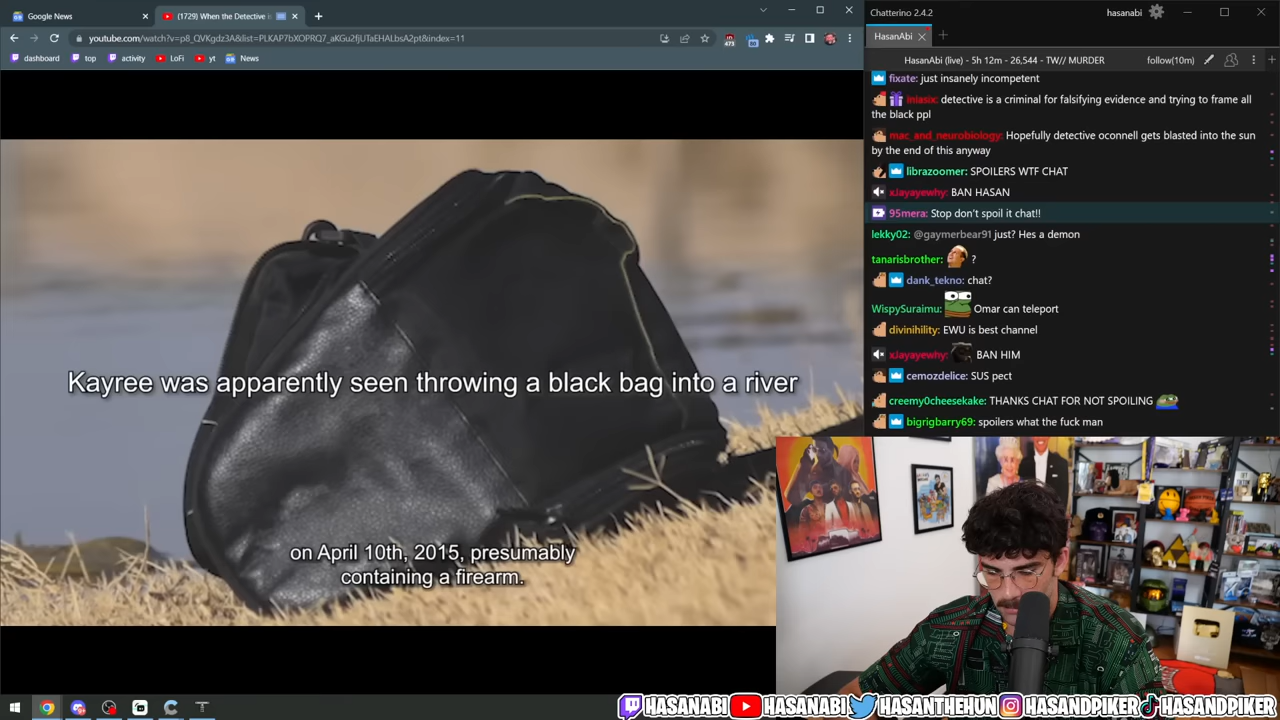 Google News
(1729) When the Detective i
youtube.com/watch?v=p8_QVKgdz3A&list=PLKAP7bXOPRQ7_aKGu2fjUTaEHALbsA2pt8&index=11
dashboard
top
activity
LoFi
yt
News
Kayree was apparently seen throwing a black bag into a river
on April 10th, 2015, presumably
containing a firearm.
Chatterino 2.4.2
hasanabi
HasanAbi
HasanAbi (live) - 5h 12m - 26,544 - TW// MURDER
follow(10m)
fixate: just insanely incompetent
detective is a criminal for falsifying evidence and trying to frame all
the black ppl
mac_and_neurobiology: Hopefully detective oconnell gets blasted into the sun
by the end of this anyway
librazoomer: SPOILERS WTF CHAT
x.layayewhy: BAN HASAN
95mera: Stop don't spoil it chat!!
lekky02: @gaymerbear91 just? Hes a demon
tanarisbrother: ?
dank_tekno: chat?
WispySuraimu: Omar can teleport
divinihility: EWU is best channel
x.layayewhy: BAN HIM
cemozdelice: SUS pect
creemy0cheesekake: THANKS CHAT FOR NOT SPOILING
bigrigbarry69: spoilers what the fuck man
HASANABI HASANABI HASANTHEHUN HASANDPIKER HASANDPIKER